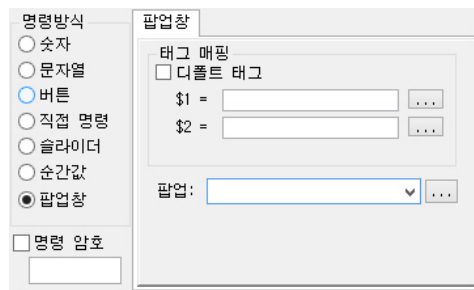 명령방식
숫자
문자열
버튼
직접 명령
슬라이더
순간값
팝업창
명령 암호
팝업창
태그 매핑
디폴트 태그
$1 =
...
$2 =
...
팝업:
...